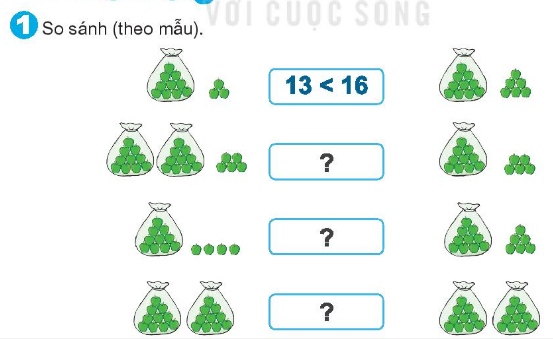 VỚI CUỘC SỐNG
1 So sánh (theo mẫu).
13 < 16
?
?
?